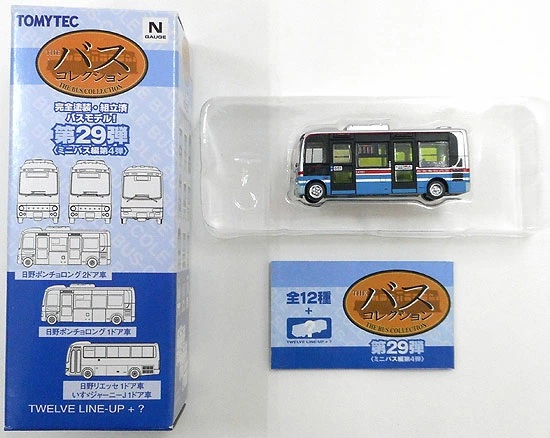 TOMYTEC
N
GAUGE
THE
バス
コレクション
THE BUS COLLECTION
完全塗装・組立済
バスモデル!
第29弾
〈ミニバス編第4弾〉
日野ポンチョロング 2ドア車
日野ポンチョロング 1ドア車
日野リエッセ 1ドア車
いすゞジャーニーJ 1ドア車
TWELVE LINE-UP + ?
全12種
+
TWELVE LINE-UP + ?
THE
バス
コレクション
THE BUS COLLECTION
第29弾
〈ミニバス編第4弾〉